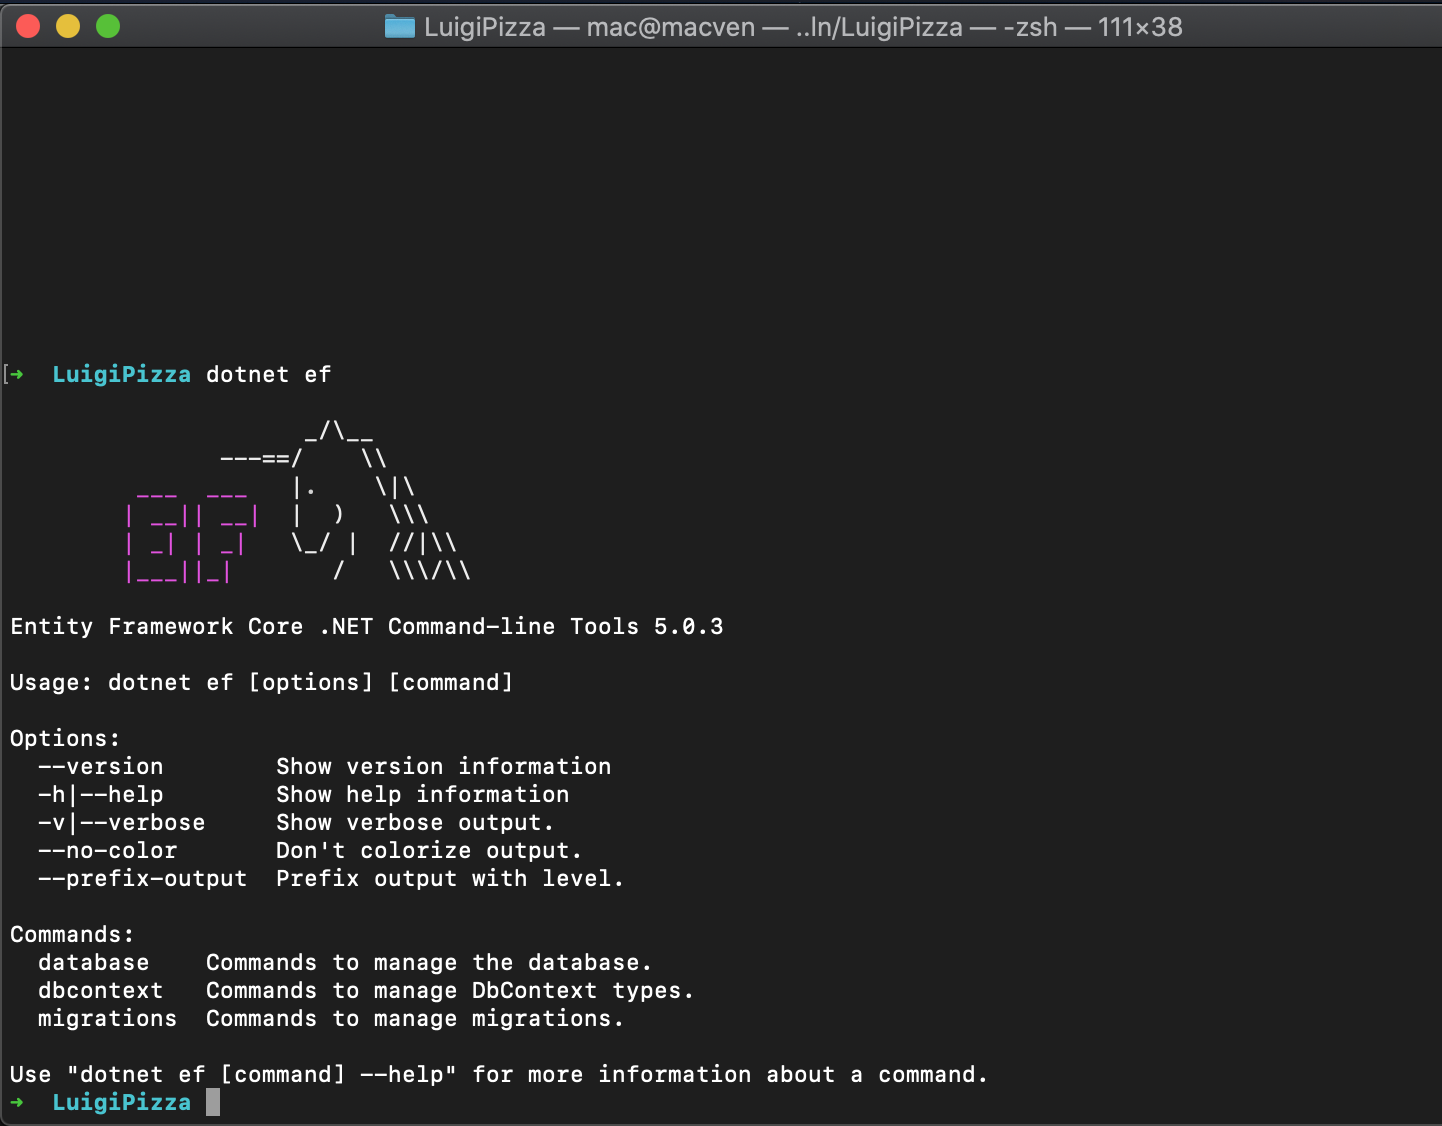 LuigiPizza — mac@macven — ..ln/LuigiPizza — -zsh — 111×38
[➜  LuigiPizza dotnet ef
                     _/\__
               ---==/    \\
         ___  ___   |.    \|\
        | __|| __|  |  )   \\\
        | _| | _|   \_/ |  //|\\
        |___||_|       /   \\\/\\
Entity Framework Core .NET Command-line Tools 5.0.3
Usage: dotnet ef [options] [command]
Options:
  --version        Show version information
  -h|--help        Show help information
  -v|--verbose     Show verbose output.
  --no-color       Don't colorize output.
  --prefix-output  Prefix output with level.
Commands:
  database    Commands to manage the database.
  dbcontext   Commands to manage DbContext types.
  migrations  Commands to manage migrations.
Use "dotnet ef [command] --help" for more information about a command.
➜  LuigiPizza